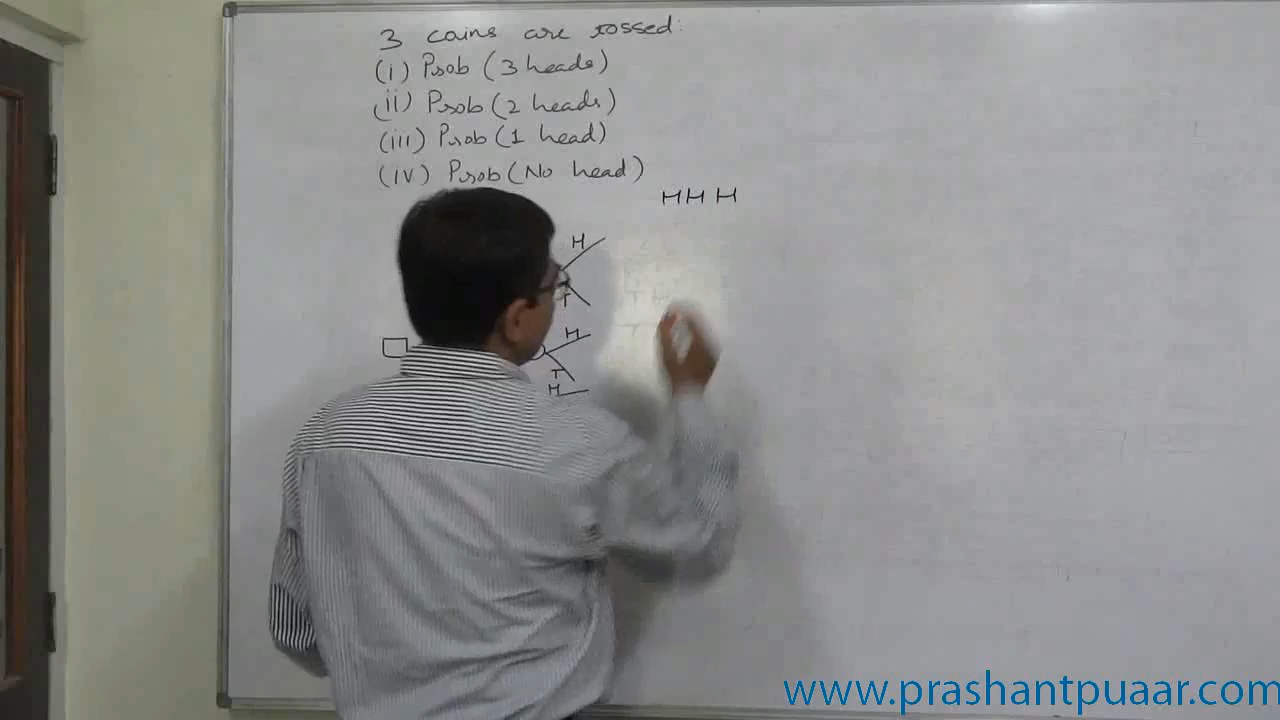 3 coins are tossed:
(i) Prob (3 heads)
(ii) Prob (2 heads)
(iii) Prob (1 head)
(iv) Prob (No head)
H H H
H
T
H
T
H
www.prashantpuaar.com